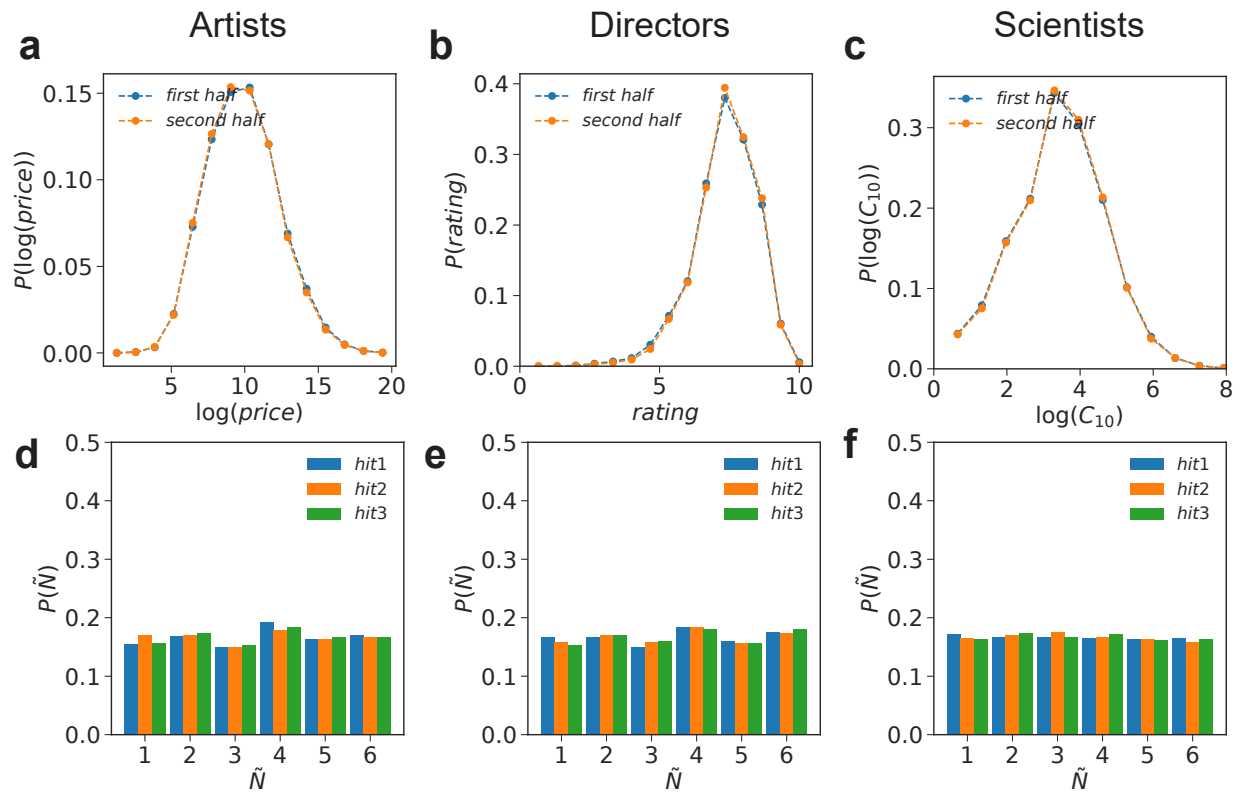 Artists
Directors
Scientists
a
b
c
first half
second half
P(log(price))
0.15
0.10
0.05
0.00
5
10
15
20
log(price)
first half
second half
P(rating)
0.4
0.3
0.2
0.1
0.0
0
5
10
rating
first half
second half
P(log(C₁₀))
0.3
0.2
0.1
0.0
0
2
4
6
8
log(C₁₀)
d
e
f
hit1
hit2
hit3
P(Ñ)
0.5
0.4
0.3
0.2
0.1
0.0
1
2
3
4
5
6
Ñ
hit1
hit2
hit3
P(Ñ)
0.5
0.4
0.3
0.2
0.1
0.0
1
2
3
4
5
6
Ñ
hit1
hit2
hit3
P(Ñ)
0.5
0.4
0.3
0.2
0.1
0.0
1
2
3
4
5
6
Ñ